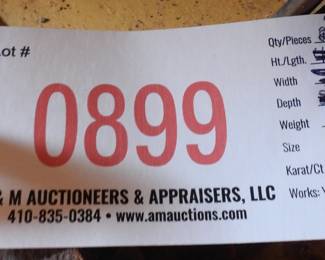 Lot #
0899
& M AUCTIONEERS & APPRAISERS, LLC
410-835-0384 • www.amauctions.com
Qty/Pieces
Ht./Lgth.
Width
Depth
Weight
Size
Karat/Ct
Works: